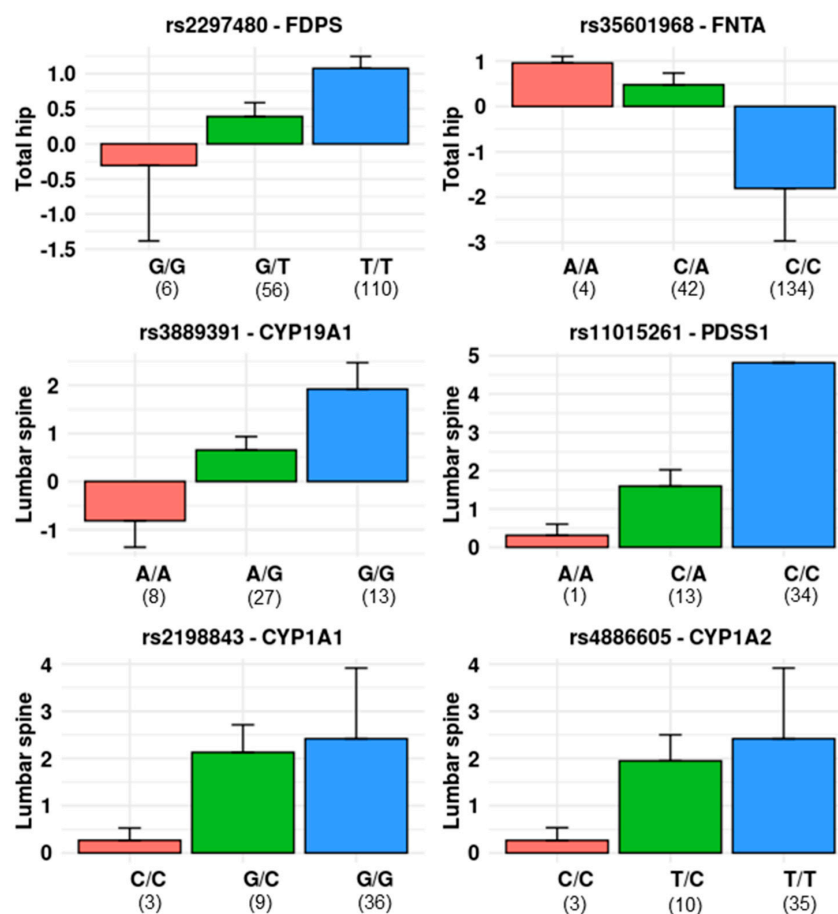 rs2297480 - FDPS
Total hip
1.0
0.5
0.0
-0.5
-1.0
-1.5
G/G G/T T/T
(6) (56) (110)
rs35601968 - FNTA
Total hip
1
0
-1
-2
-3
A/A C/A C/C
(4) (42) (134)
rs3889391 - CYP19A1
Lumbar spine
2
1
0
-1
A/A A/G G/G
(8) (27) (13)
rs11015261 - PDSS1
Lumbar spine
5
4
3
2
1
0
A/A C/A C/C
(1) (13) (34)
rs2198843 - CYP1A1
Lumbar spine
4
3
2
1
0
C/C G/C G/G
(3) (9) (36)
rs4886605 - CYP1A2
Lumbar spine
4
3
2
1
0
C/C T/C T/T
(3) (10) (35)